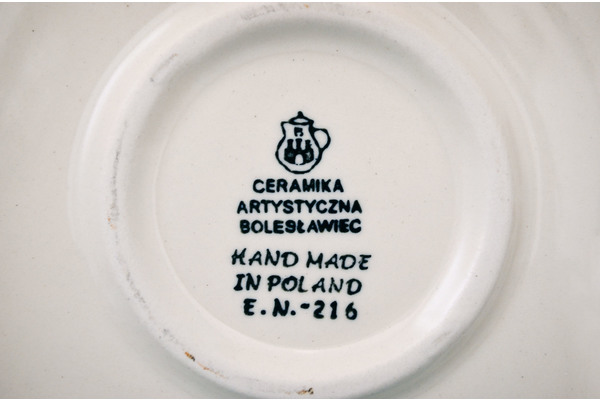 CERAMIKA
ARTYSTYCZNA
BOLESŁAWIEC
HAND MADE
IN POLAND
E.N.-216